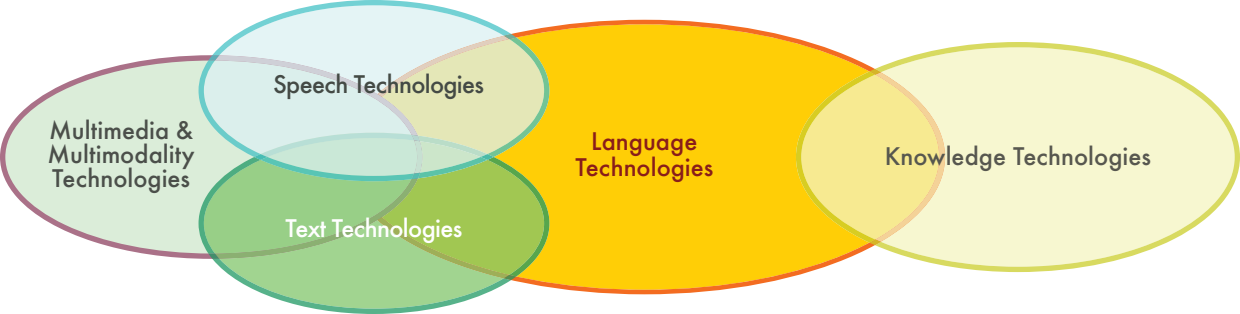 Speech Technologies
Multimedia &
Multimodality
Technologies
Language
Technologies
Knowledge Technologies
Text Technologies